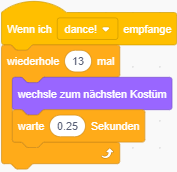 Wenn ich dance! empfange
wiederhole 13 mal
wechsle zum nächsten Kostüm
warte 0.25 Sekunden